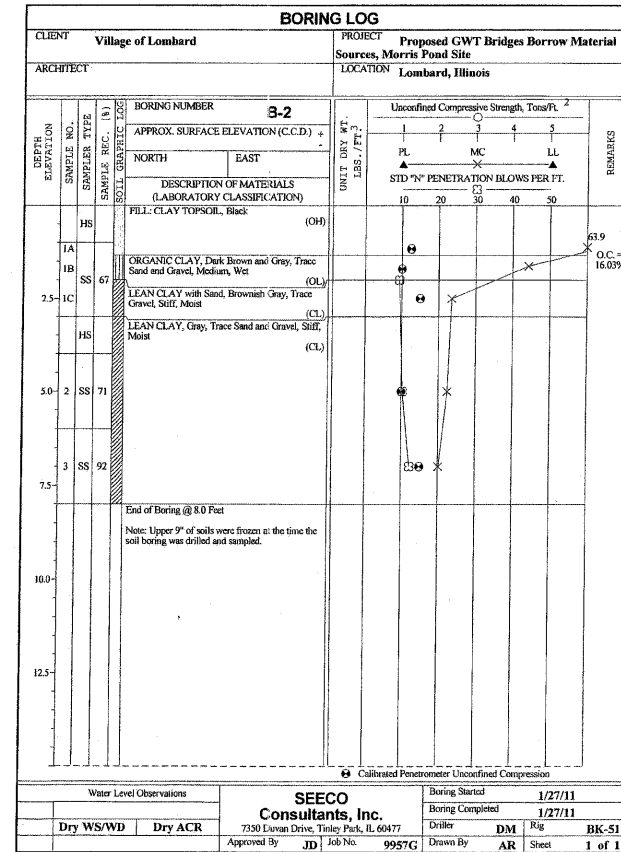 BORING LOG
CLIENT
Village of Lombard
PROJECT
Proposed GWT Bridges Borrow Material
Sources, Morris Pond Site
ARCHITECT
LOCATION
Lombard, Illinois
DEPTH
ELEVATION
SAMPLE NO.
SAMPLER TYPE
SAMPLE REC. (%)
SOIL GRAPHIC LOG
BORING NUMBER B-2
APPROX. SURFACE ELEVATION (C.C.D.) +
-
NORTH
EAST
DESCRIPTION OF MATERIALS
(LABORATORY CLASSIFICATION)
UNIT DRY WT.
LBS./FT.3
Unconfined Compressive Strength, Tons/Ft. 2
1 2 3 4 5
PL MC LL
STD "N" PENETRATION BLOWS PER FT.
10 20 30 40 50
REMARKS
FILL: CLAY TOPSOIL, Black
(OH)
HS
1A
63.9
O.C. =
16.03%
1B
SS 67
ORGANIC CLAY, Dark Brown and Gray, Trace
Sand and Gravel, Medium, Wet
(OL)
2.5
1C
LEAN CLAY with Sand, Brownish Gray, Trace
Gravel, Stiff, Moist
(CL)
HS
LEAN CLAY, Gray, Trace Sand and Gravel, Stiff,
Moist
(CL)
5.0
2 SS 71
3 SS 92
7.5
End of Boring @ 8.0 Feet
Note: Upper 9" of soils were frozen at the time the
soil boring was drilled and sampled.
10.0
12.5
Calibrated Penetrometer Unconfined Compression
Water Level Observations
Dry WS/WD
Dry ACR
SEECO
Consultants, Inc.
7350 Duvan Drive, Tinley Park, IL 60477
Approved By JD
Job No. 9957G
Boring Started 1/27/11
Boring Completed 1/27/11
Driller DM
Rig BK-51
Drawn By AR
Sheet 1 of 1